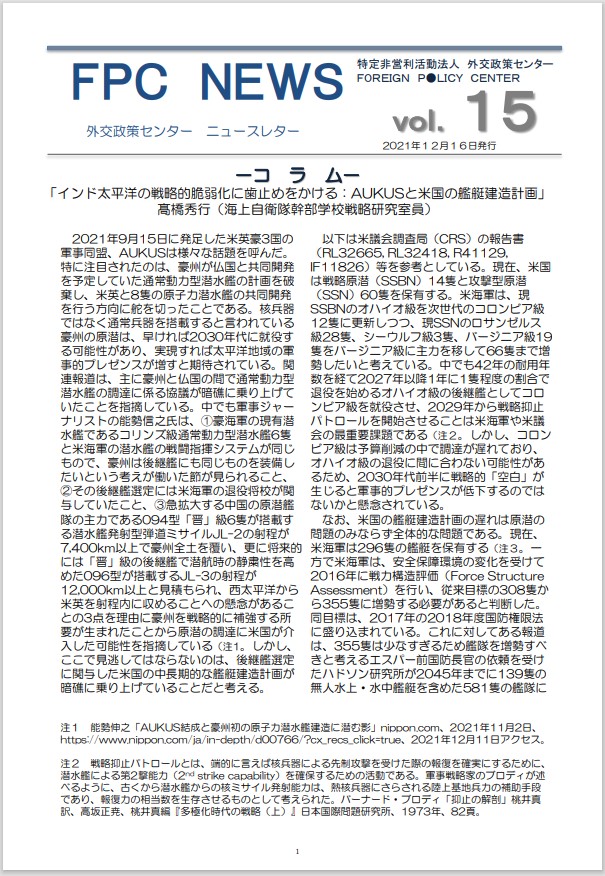 FPC NEWS
特定非営利活動法人 外交政策センター
FOREIGN P●LICY CENTER
vol. 15
外交政策センター ニュースレター
2021年12月16日発行
ーコ ラ ムー
「インド太平洋の戦略的脆弱化に歯止めをかける：AUKUSと米国の艦艇建造計画」
髙橋秀行（海上自衛隊幹部学校戦略研究室員）
2021年9月15日に発足した米英豪3国の
軍事同盟、AUKUSは様々な話題を呼んだ。
特に注目されたのは、豪州が仏国と共同開発
を予定していた通常動力型潜水艦の計画を破
棄し、米英と8隻の原子力潜水艦の共同開発
を行う方向に舵を切ったことである。核兵器
ではなく通常兵器を搭載すると言われている
豪州の原潜は、早ければ2030年代に就役す
る可能性があり、実現すれば太平洋地域の軍
事的プレゼンスが増すと期待されている。関
連報道は、主に豪州と仏国の間で通常動力型
潜水艦の調達に係る協議が暗礁に乗り上げて
いたことを指摘している。中でも軍事ジャー
ナリストの能勢信之氏は、①豪海軍の現有潜
水艦であるコリンズ級通常動力型潜水艦6隻
と米海軍の潜水艦の戦闘指揮システムが同じ
もので、豪州は後継艦にも同じものを装備し
たいという考えが働いた節が見られること、
②その後継艦選定には米海軍の退役将校が関
与していたこと、③急拡大する中国の原潜艦
隊の主力である094型「晋」級6隻が搭載す
る潜水艦発射型弾道ミサイルJL-2の射程が
7,400km以上で豪州全土を覆い、更に将来的
には「晋」級の後継艦で潜航時の静粛性を高
めた096型が搭載するJL-3の射程が
12,000km以上と見積もられ、西太平洋から
米英を射程内に収めることへの懸念があるこ
との3点を理由に豪州を戦略的に補強する所
要が生まれたことから原潜の調達に米国が介
入した可能性を指摘している（注1。しかし、
ここで見逃してはならないのは、後継艦選定
に関与した米国の中長期的な艦艇建造計画が
暗礁に乗り上げていることだと考える。
以下は米議会調査局（CRS）の報告書
（RL32665, RL32418, R41129,
IF11826）等を参考としている。現在、米国
は戦略原潜（SSBN）14隻と攻撃型原潜
（SSN）60隻を保有する。米海軍は、現
SSBNのオハイオ級を次世代のコロンビア級
12隻に更新しつつ、現SSNのロサンゼルス
級28隻、シーウルフ級3隻、バージニア級19
隻をバージニア級に主力を移して66隻まで増
勢したいと考えている。中でも42年の耐用年
数を経て2027年以降1年に1隻程度の割合で
退役を始めるオハイオ級の後継艦としてコロ
ンビア級を就役させ、2029年から戦略抑止
パトロールを開始させることは米海軍や米議
会の最重要課題である（注2。しかし、コロン
ビア級は予算削減の中で調達が遅れており、
オハイオ級の退役に間に合わない可能性があ
るため、2030年代前半に戦略的「空白」が
生じると軍事的プレゼンスが低下するのでは
ないかと懸念されている。
なお、米国の艦艇建造計画の遅れは原潜の
問題のみならず全体的な問題である。現在、
米海軍は296隻の艦艇を保有する（注3。一
方で米海軍は、安全保障環境の変化を受けて
2016年に戦力構造評価（Force Structure
Assessment）を行い、従来目標の308隻か
ら355隻に増勢する必要があると判断した。
同目標は、2017年の2018年度国防権限法
に盛り込まれている。これに対してある報道
は、355隻は少なすぎるため艦隊を増勢すべ
きと考えるエスパー前国防長官の依頼を受け
たハドソン研究所が2045年までに139隻の
無人水上・水中艦艇を含めた581隻の艦隊に
注1 能勢伸之「AUKUS結成と豪州初の原子力潜水艦建造に潜む影」nippon.com、2021年11月2日、
https://www.nippon.com/ja/in-depth/d00766/?cx_recs_click=true、2021年12月11日アクセス。
注2 戦略抑止パトロールとは、端的に言えば核兵器による先制攻撃を受けた際の報復を確実にするために、
潜水艦による第2撃能力（2nd strike capability）を確保するための活動である。軍事戦略家のブロディが述
べるように、古くから潜水艦からの核ミサイル発射能力は、熱核兵器にさらされる陸上基地兵力の補助手段
であり、報復力の相当数を生存させるものとして考えられた。バーナード・ブロディ「抑止の解剖」桃井真
訳、高坂正尭、桃井真編『多極化時代の戦略（上）』日本国際問題研究所、1973年、82頁。
1